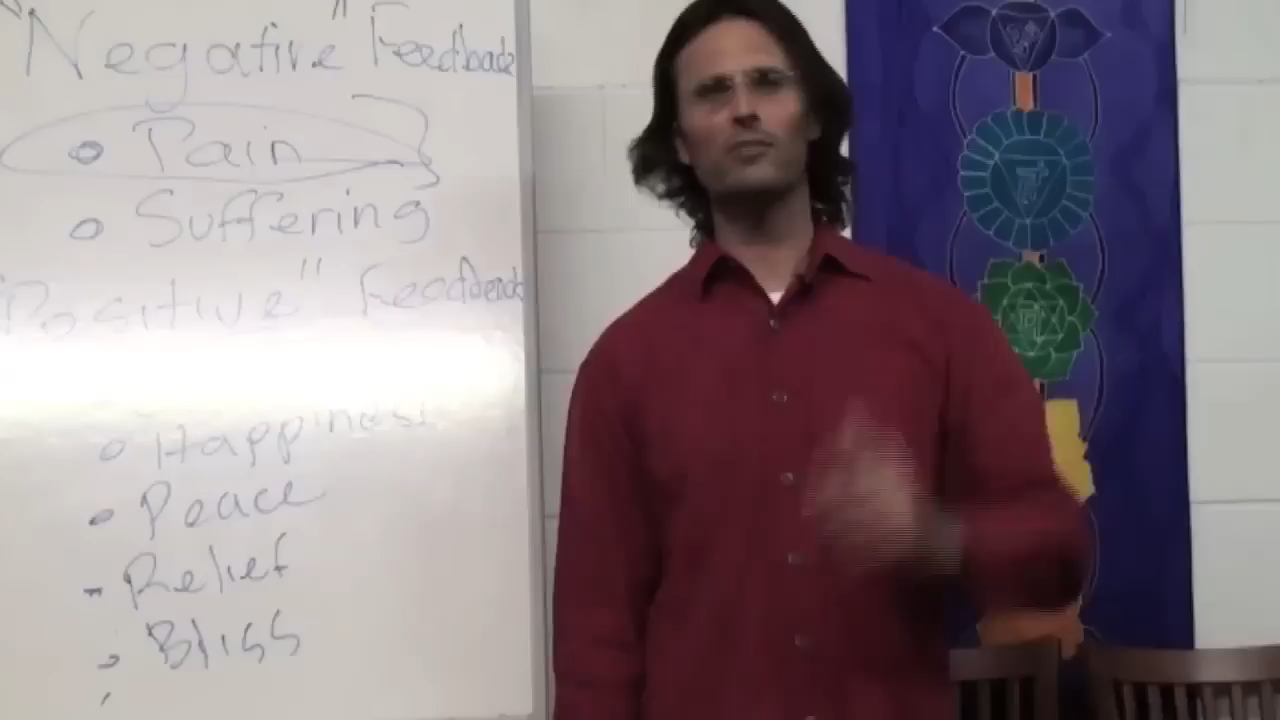 "Negative" Feedback
Pain
Suffering
"Positive" Feedback
Happiness
Peace
Relief
Bliss